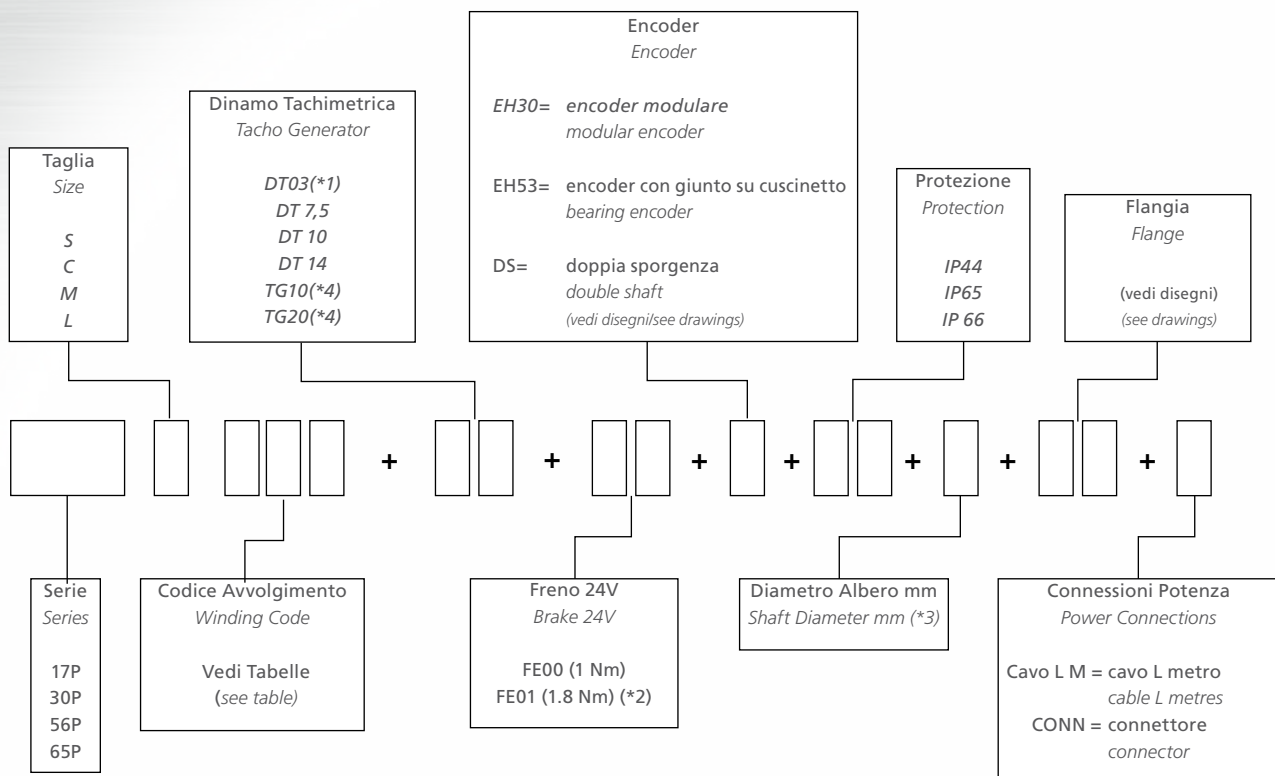 Encoder
Encoder
EH30= encoder modulare
modular encoder
EH53= encoder con giunto su cuscinetto
bearing encoder
DS= doppia sporgenza
double shaft
(vedi disegni/see drawings)
Dinamo Tachimetrica
Tacho Generator
DT03(*1)
DT 7,5
DT 10
DT 14
TG10(*4)
TG20(*4)
Taglia
Size
S
C
M
L
Protezione
Protection
IP44
IP65
IP 66
Flangia
Flange
(vedi disegni)
(see drawings)
+ + + + + + +
Serie
Series
17P
30P
56P
65P
Codice Avvolgimento
Winding Code
Vedi Tabelle
(see table)
Freno 24V
Brake 24V
FE00 (1 Nm)
FE01 (1.8 Nm) (*2)
Diametro Albero mm
Shaft Diameter mm (*3)
Connessioni Potenza
Power Connections
Cavo L M = cavo L metro
cable L metres
CONN = connettore
connector